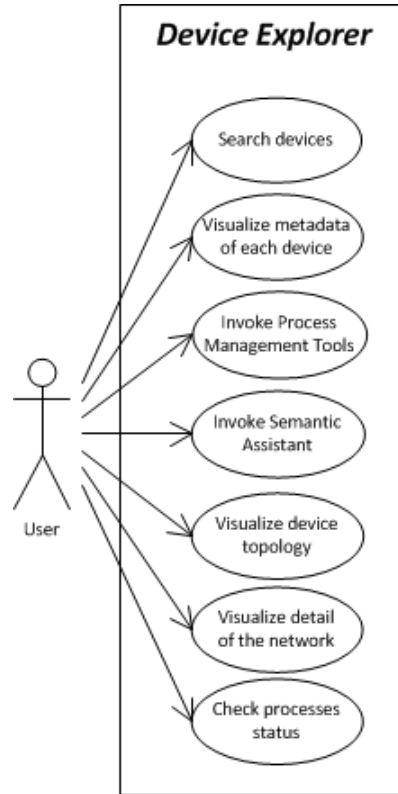 Device Explorer
Search devices
Visualize metadata
of each device
Invoke Process
Management Tools
Invoke Semantic
Assistant
User
Visualize device
topology
Visualize detail
of the network
Check processes
status